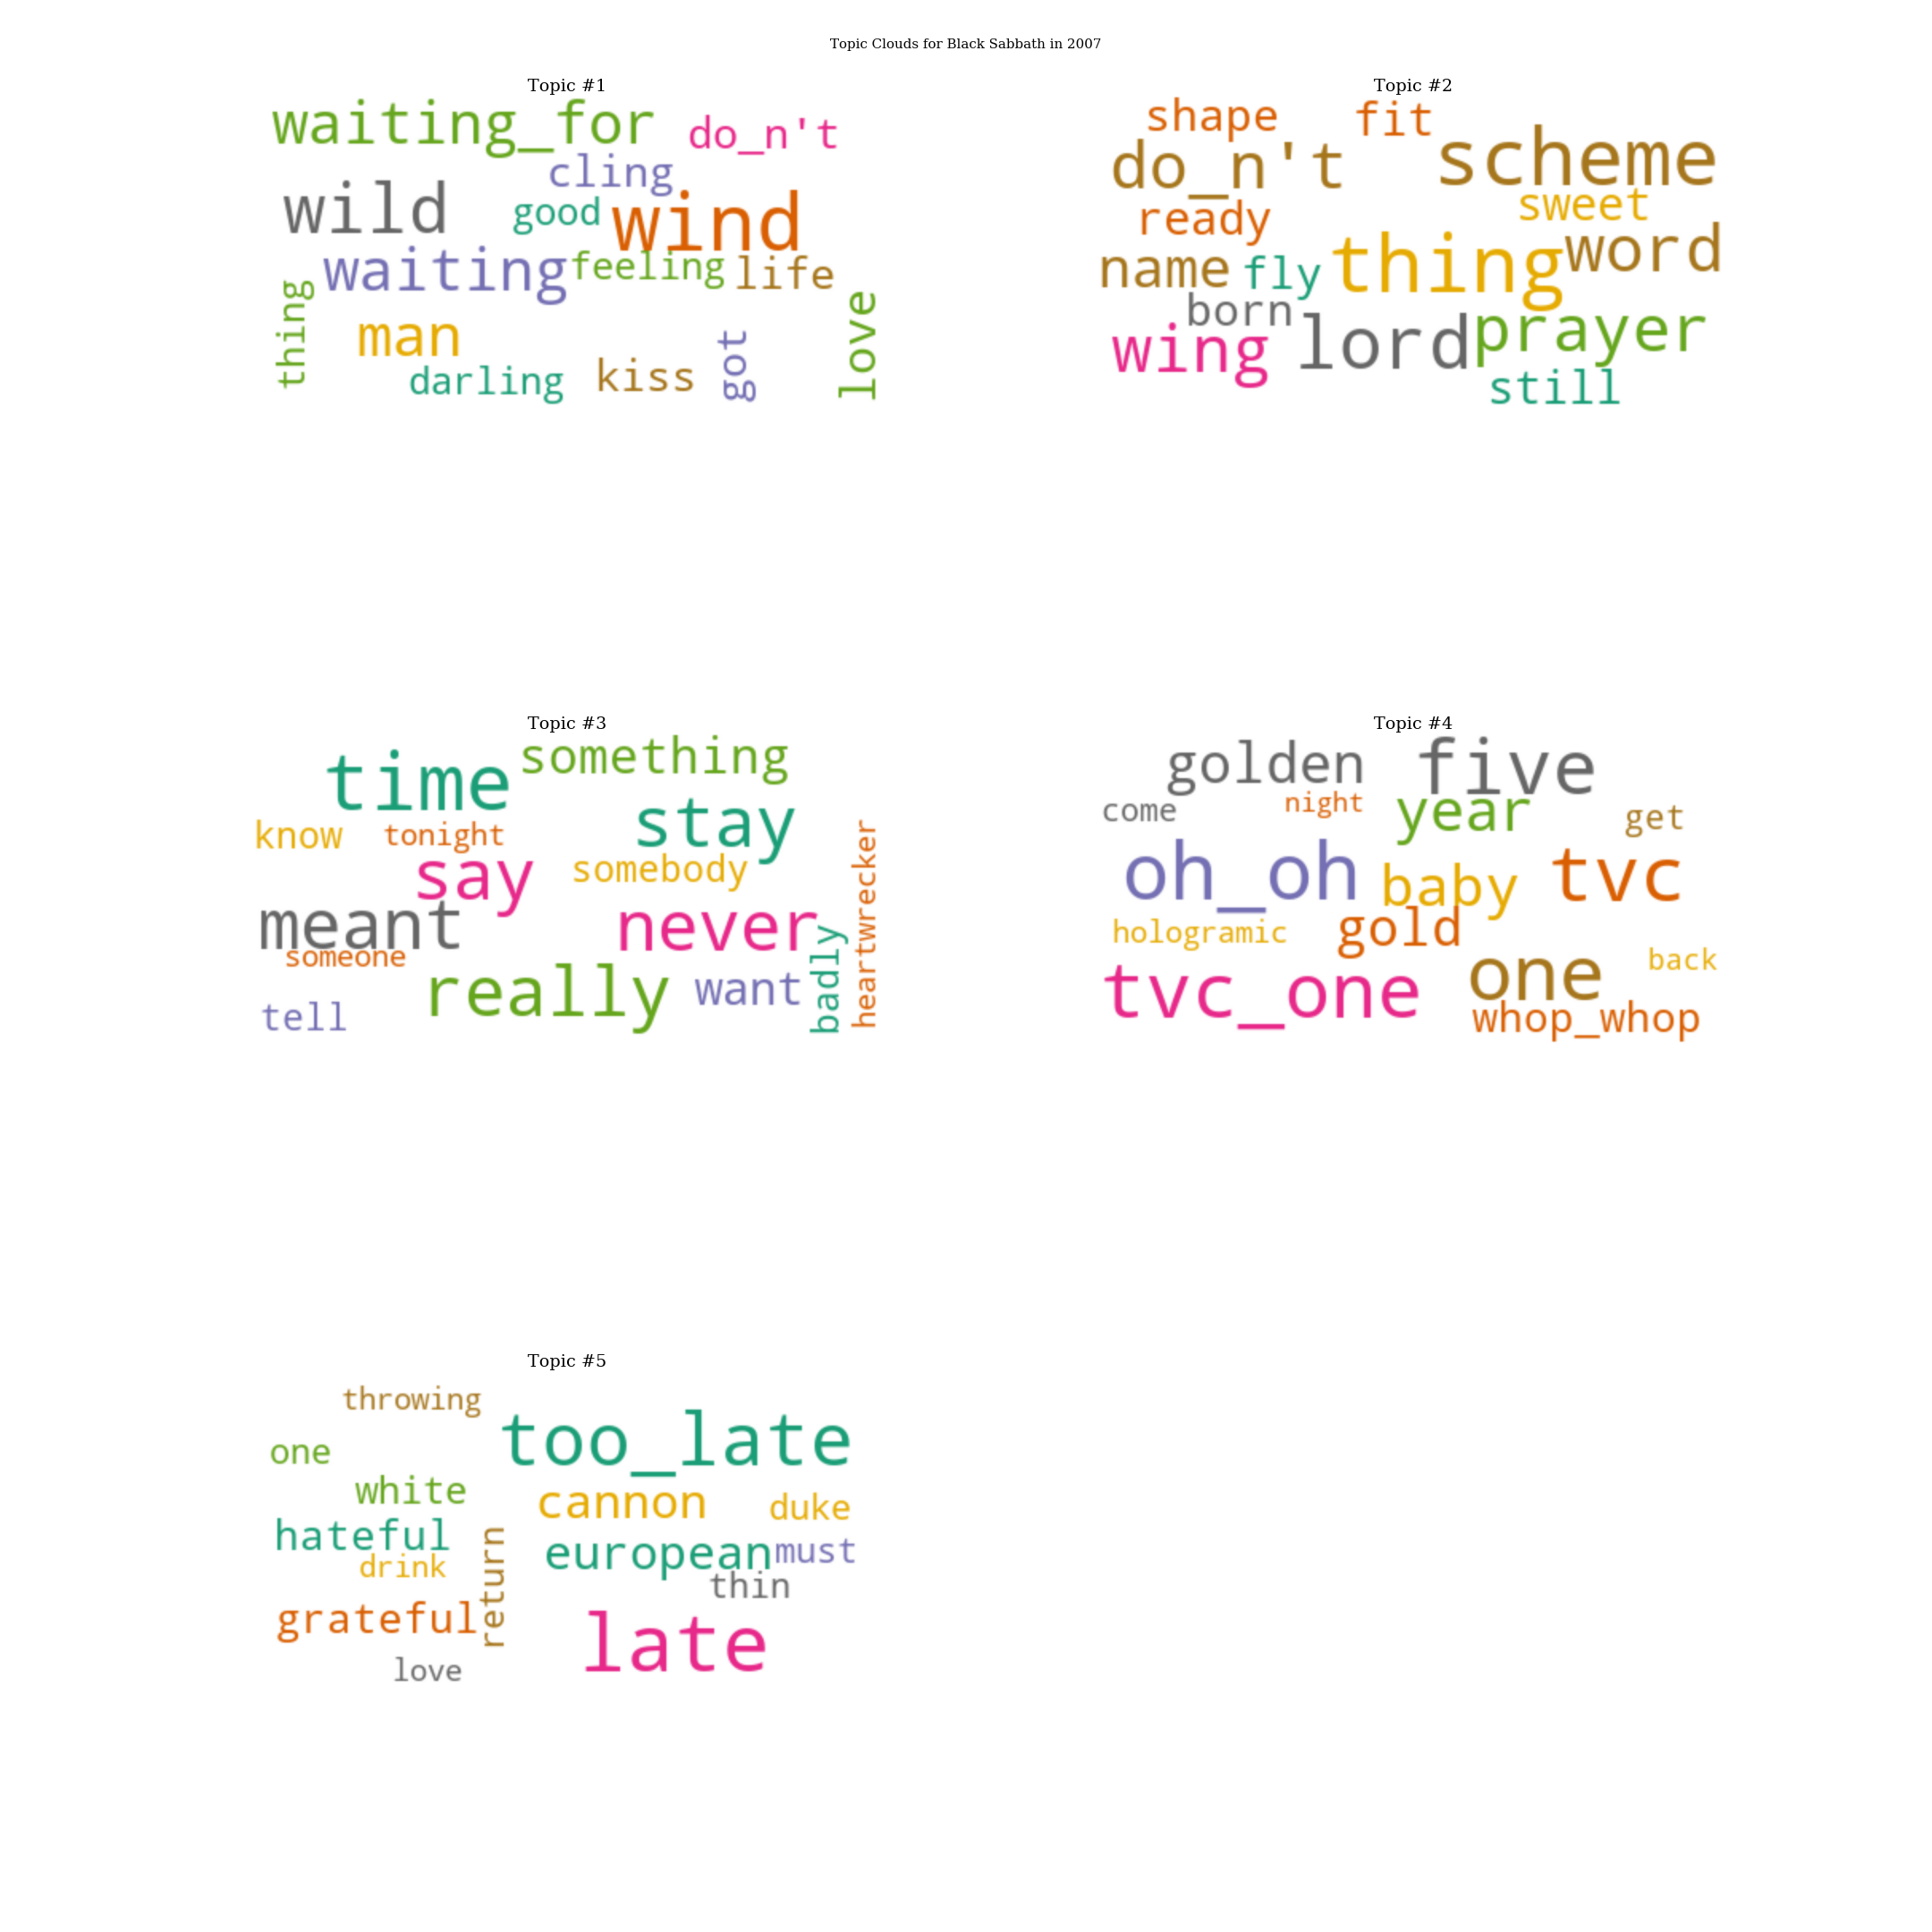 Topic Clouds for Black Sabbath in 2007
Topic #1
waiting_for do_n't
cling
wild good wind
waiting feeling life
thing man love
darling kiss got
Topic #2
shape fit
do_n't scheme
ready sweet
name fly thing word
born
wing lord prayer
still
Topic #3
time something
know tonight stay
say somebody
meant never heartwrecker
someone
really want badly
tell
Topic #4
golden five
come night year get
oh_oh baby tvc
hologramic gold back
tvc_one one
whop_whop
Topic #5
throwing
one too_late
white cannon duke
hateful european must
drink return thin
grateful late
love